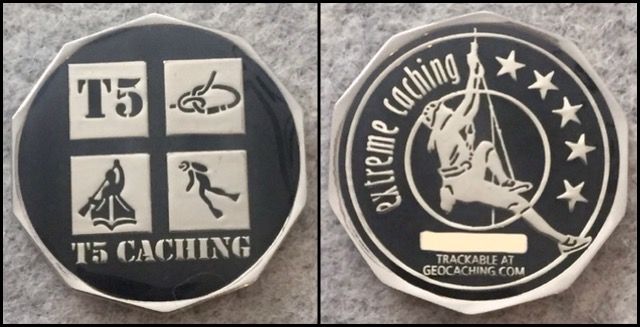 T5
T5 CACHING
extreme caching
TRACKABLE AT
GEOCACHING.COM